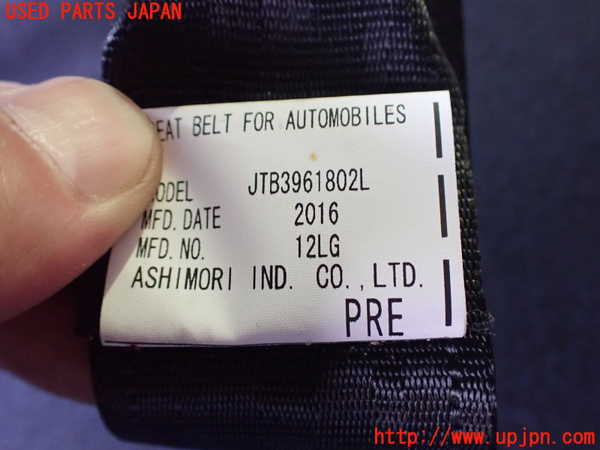 USED PARTS JAPAN
EAT BELT FOR AUTOMOBILES
MODEL JTB3961802L
MFD. DATE 2016
MFD. NO. 12LG
ASHIMORI IND. CO.,LTD.
PRE
http://www.upjpn.com/